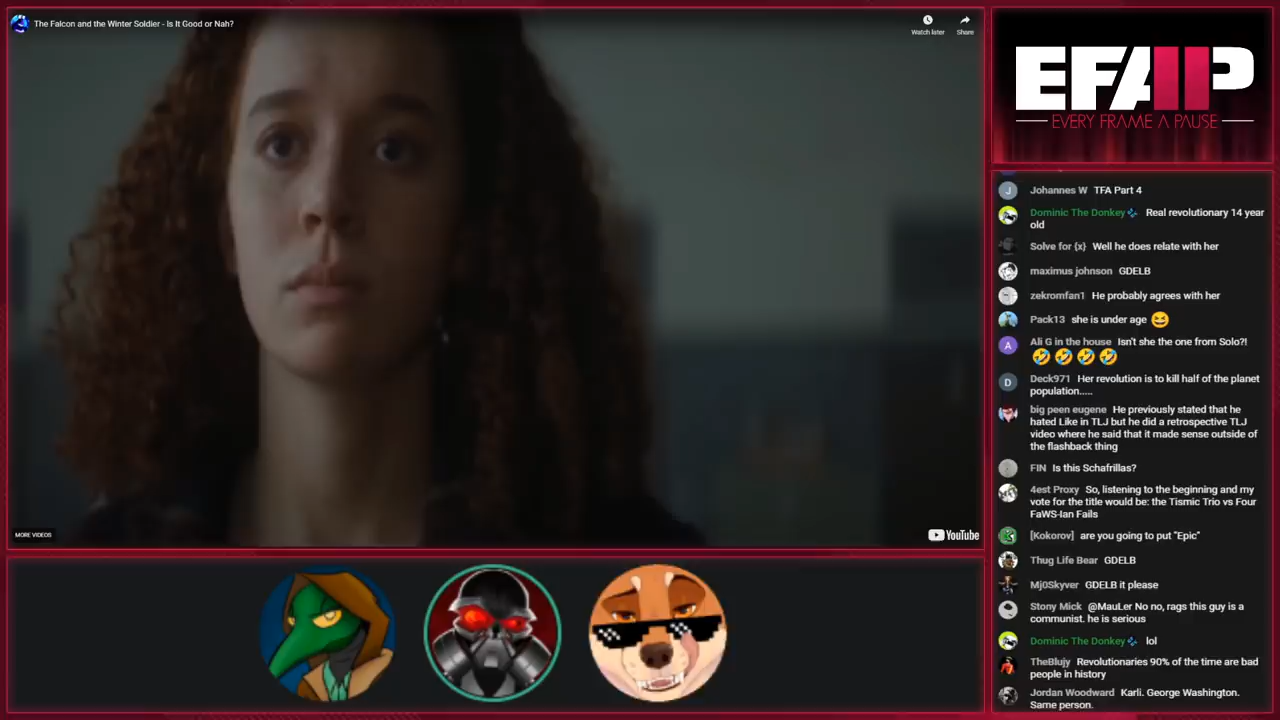 The Falcon and the Winter Soldier - Is It Good or Nah?
Watch later
Share
MORE VIDEOS
YouTube
EFAP
EVERY FRAME A PAUSE
J
Johannes W TFA Part 4
Dominic The Donkey Real revolutionary 14 year
old
Solve for {x} Well he does relate with her
maximus johnson GDELB
zekromfan1 He probably agrees with her
Pack13 she is under age 😆
A
Ali G in the house Isn't she the one from Solo?!
🤣 🤣 🤣 🤣
D
Deck971 Her revolution is to kill half of the planet
population.....
big peen eugene He previously stated that he
hated Like in TLJ but he did a retrospective TLJ
video where he said that it made sense outside of
the flashback thing
FIN Is this Schafrillas?
4est Proxy So, listening to the beginning and my
vote for the title would be: the Tismic Trio vs Four
FaWS-Ian Fails
[Kokorov] are you going to put "Epic"
Thug Life Bear GDELB
Mj0Skyver GDELB it please
Stony Mick @MauLer No no, rags this guy is a
communist. he is serious
Dominic The Donkey lol
TheBlujy Revolutionaries 90% of the time are bad
people in history
Jordan Woodward Karli. George Washington.
Same person.